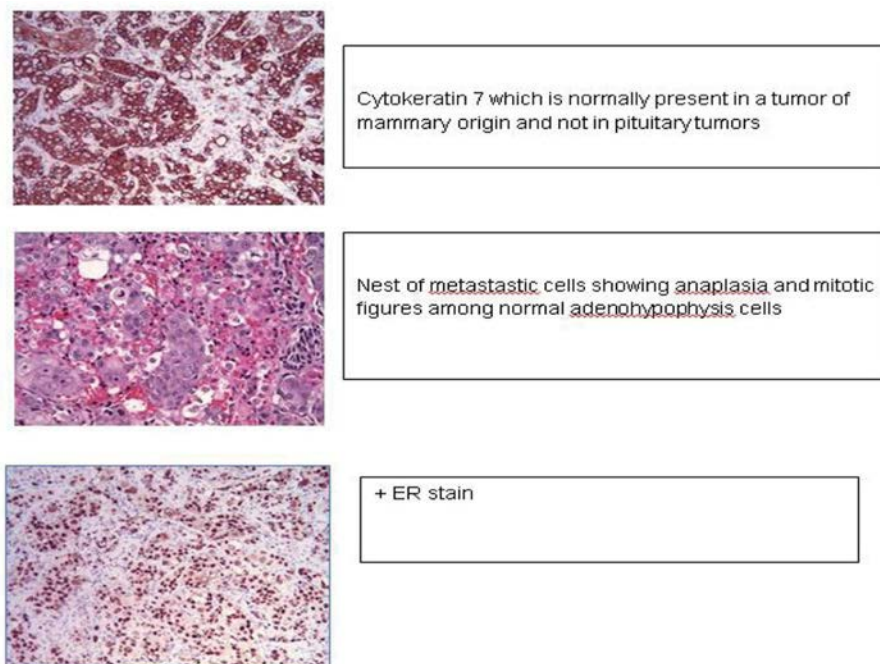 Cytokeratin 7 which is normally present in a tumor of
mammary origin and not in pituitary tumors
Nest of metastastic cells showing anaplasia and mitotic
figures among normal adenohypophysis cells
+ ER stain